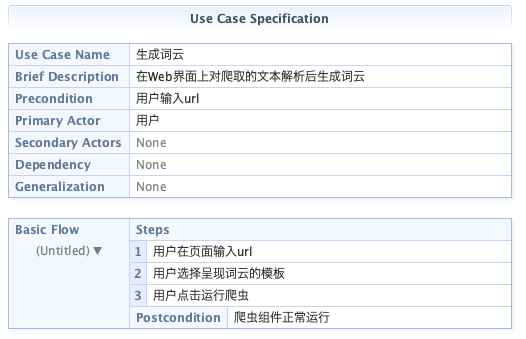 Use Case Specification
Use Case Name 生成词云
Brief Description 在Web界面上对爬取的文本解析后生成词云
Precondition 用户输入url
Primary Actor 用户
Secondary Actors None
Dependency None
Generalization None
Basic Flow Steps
(Untitled) ▼
1 用户在页面输入url
2 用户选择呈现词云的模板
3 用户点击运行爬虫
Postcondition 爬虫组件正常运行